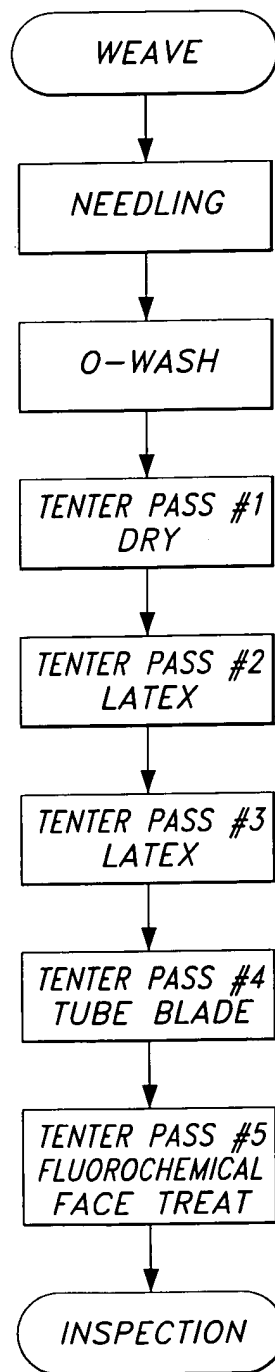 WEAVE
NEEDLING
O-WASH
TENTER PASS #1
DRY
TENTER PASS #2
LATEX
TENTER PASS #3
LATEX
TENTER PASS #4
TUBE BLADE
TENTER PASS #5
FLUOROCHEMICAL
FACE TREAT
INSPECTION